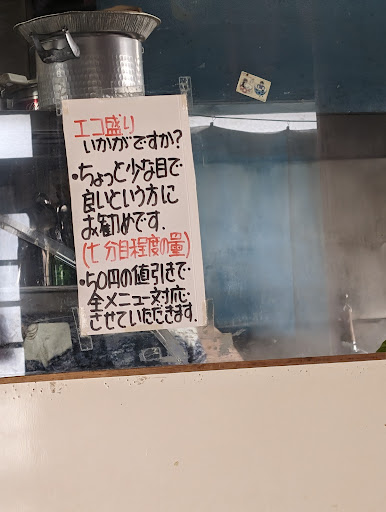 エコ盛り
いかがですか?
・ちょっと少な目で
良いという方に
お勧めです.
(七分目程度の量)
・50円の値引きで
全メニュー対応
させていただきます.